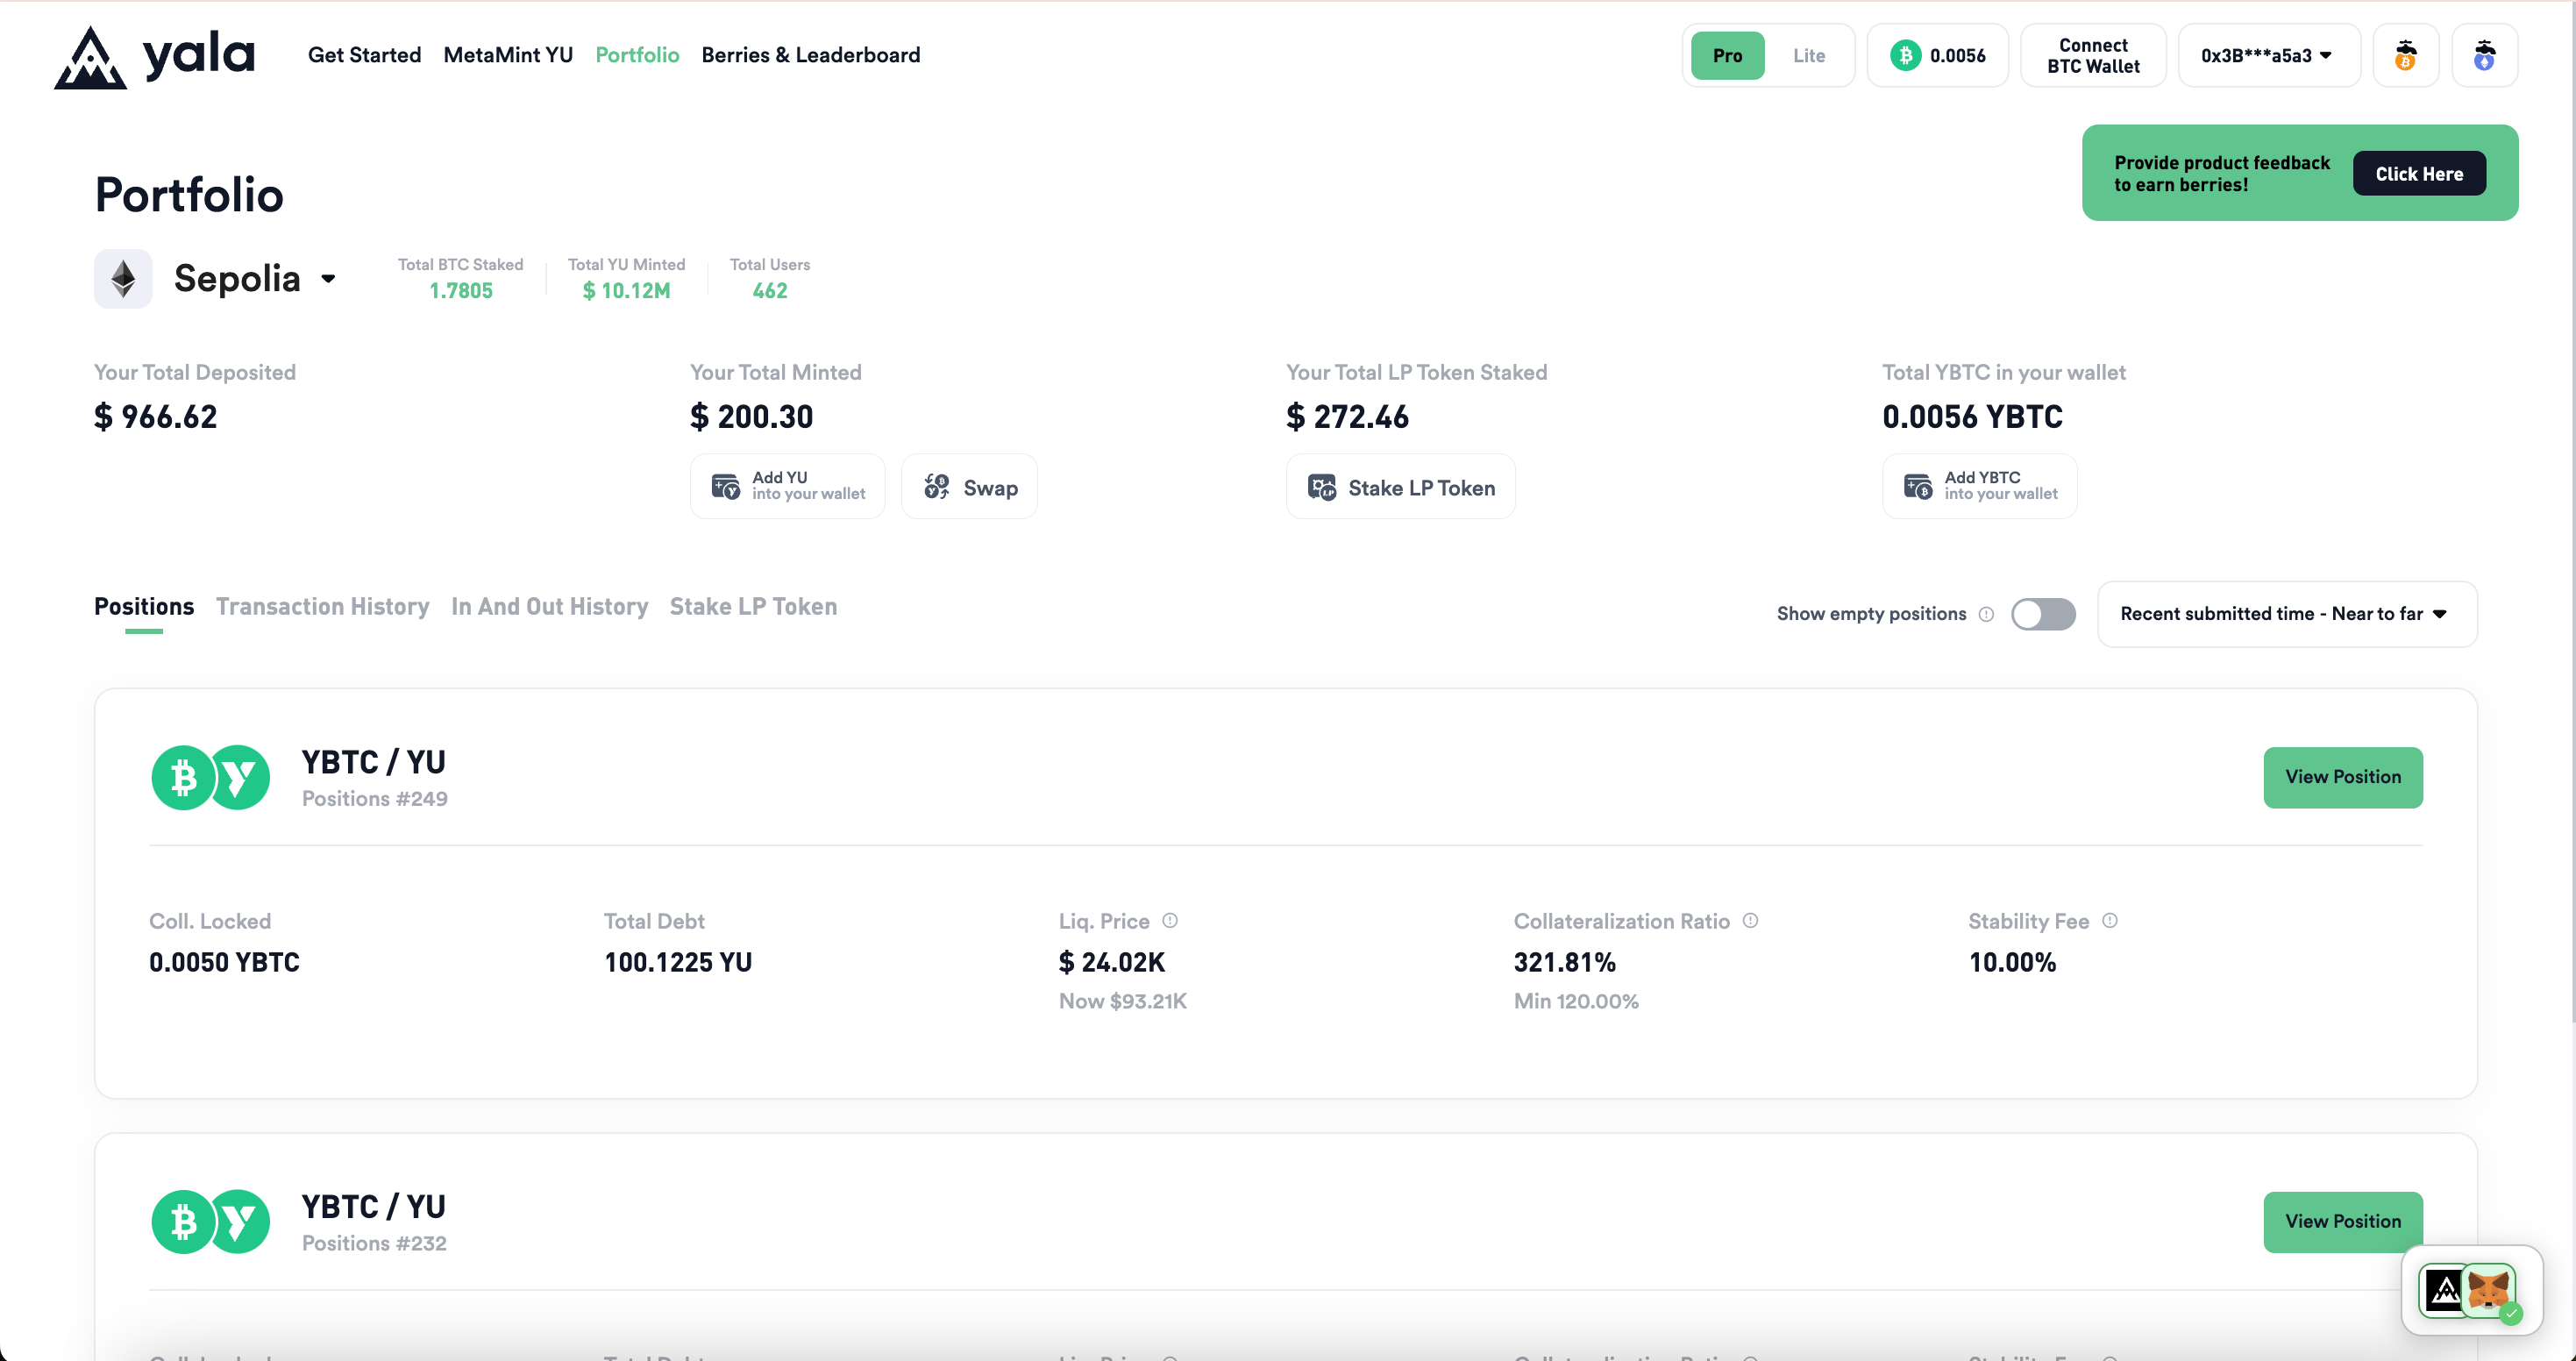 yala
Get Started
MetaMint YU
Portfolio
Berries & Leaderboard
Pro
Lite
0.0056
Connect
BTC Wallet
0x3B***a5a3
Provide product feedback
to earn berries!
Click Here
Portfolio
Sepolia
Total BTC Staked
1.7805
Total YU Minted
$ 10.12M
Total Users
462
Your Total Deposited
$ 966.62
Your Total Minted
$ 200.30
Add YU
into your wallet
Swap
Your Total LP Token Staked
$ 272.46
Stake LP Token
Total YBTC in your wallet
0.0056 YBTC
Add YBTC
into your wallet
Positions
Transaction History
In And Out History
Stake LP Token
Show empty positions
Recent submitted time - Near to far
YBTC / YU
Positions #249
View Position
Coll. Locked
0.0050 YBTC
Total Debt
100.1225 YU
Liq. Price
$ 24.02K
Now $93.21K
Collateralization Ratio
321.81%
Min 120.00%
Stability Fee
10.00%
YBTC / YU
Positions #232
View Position